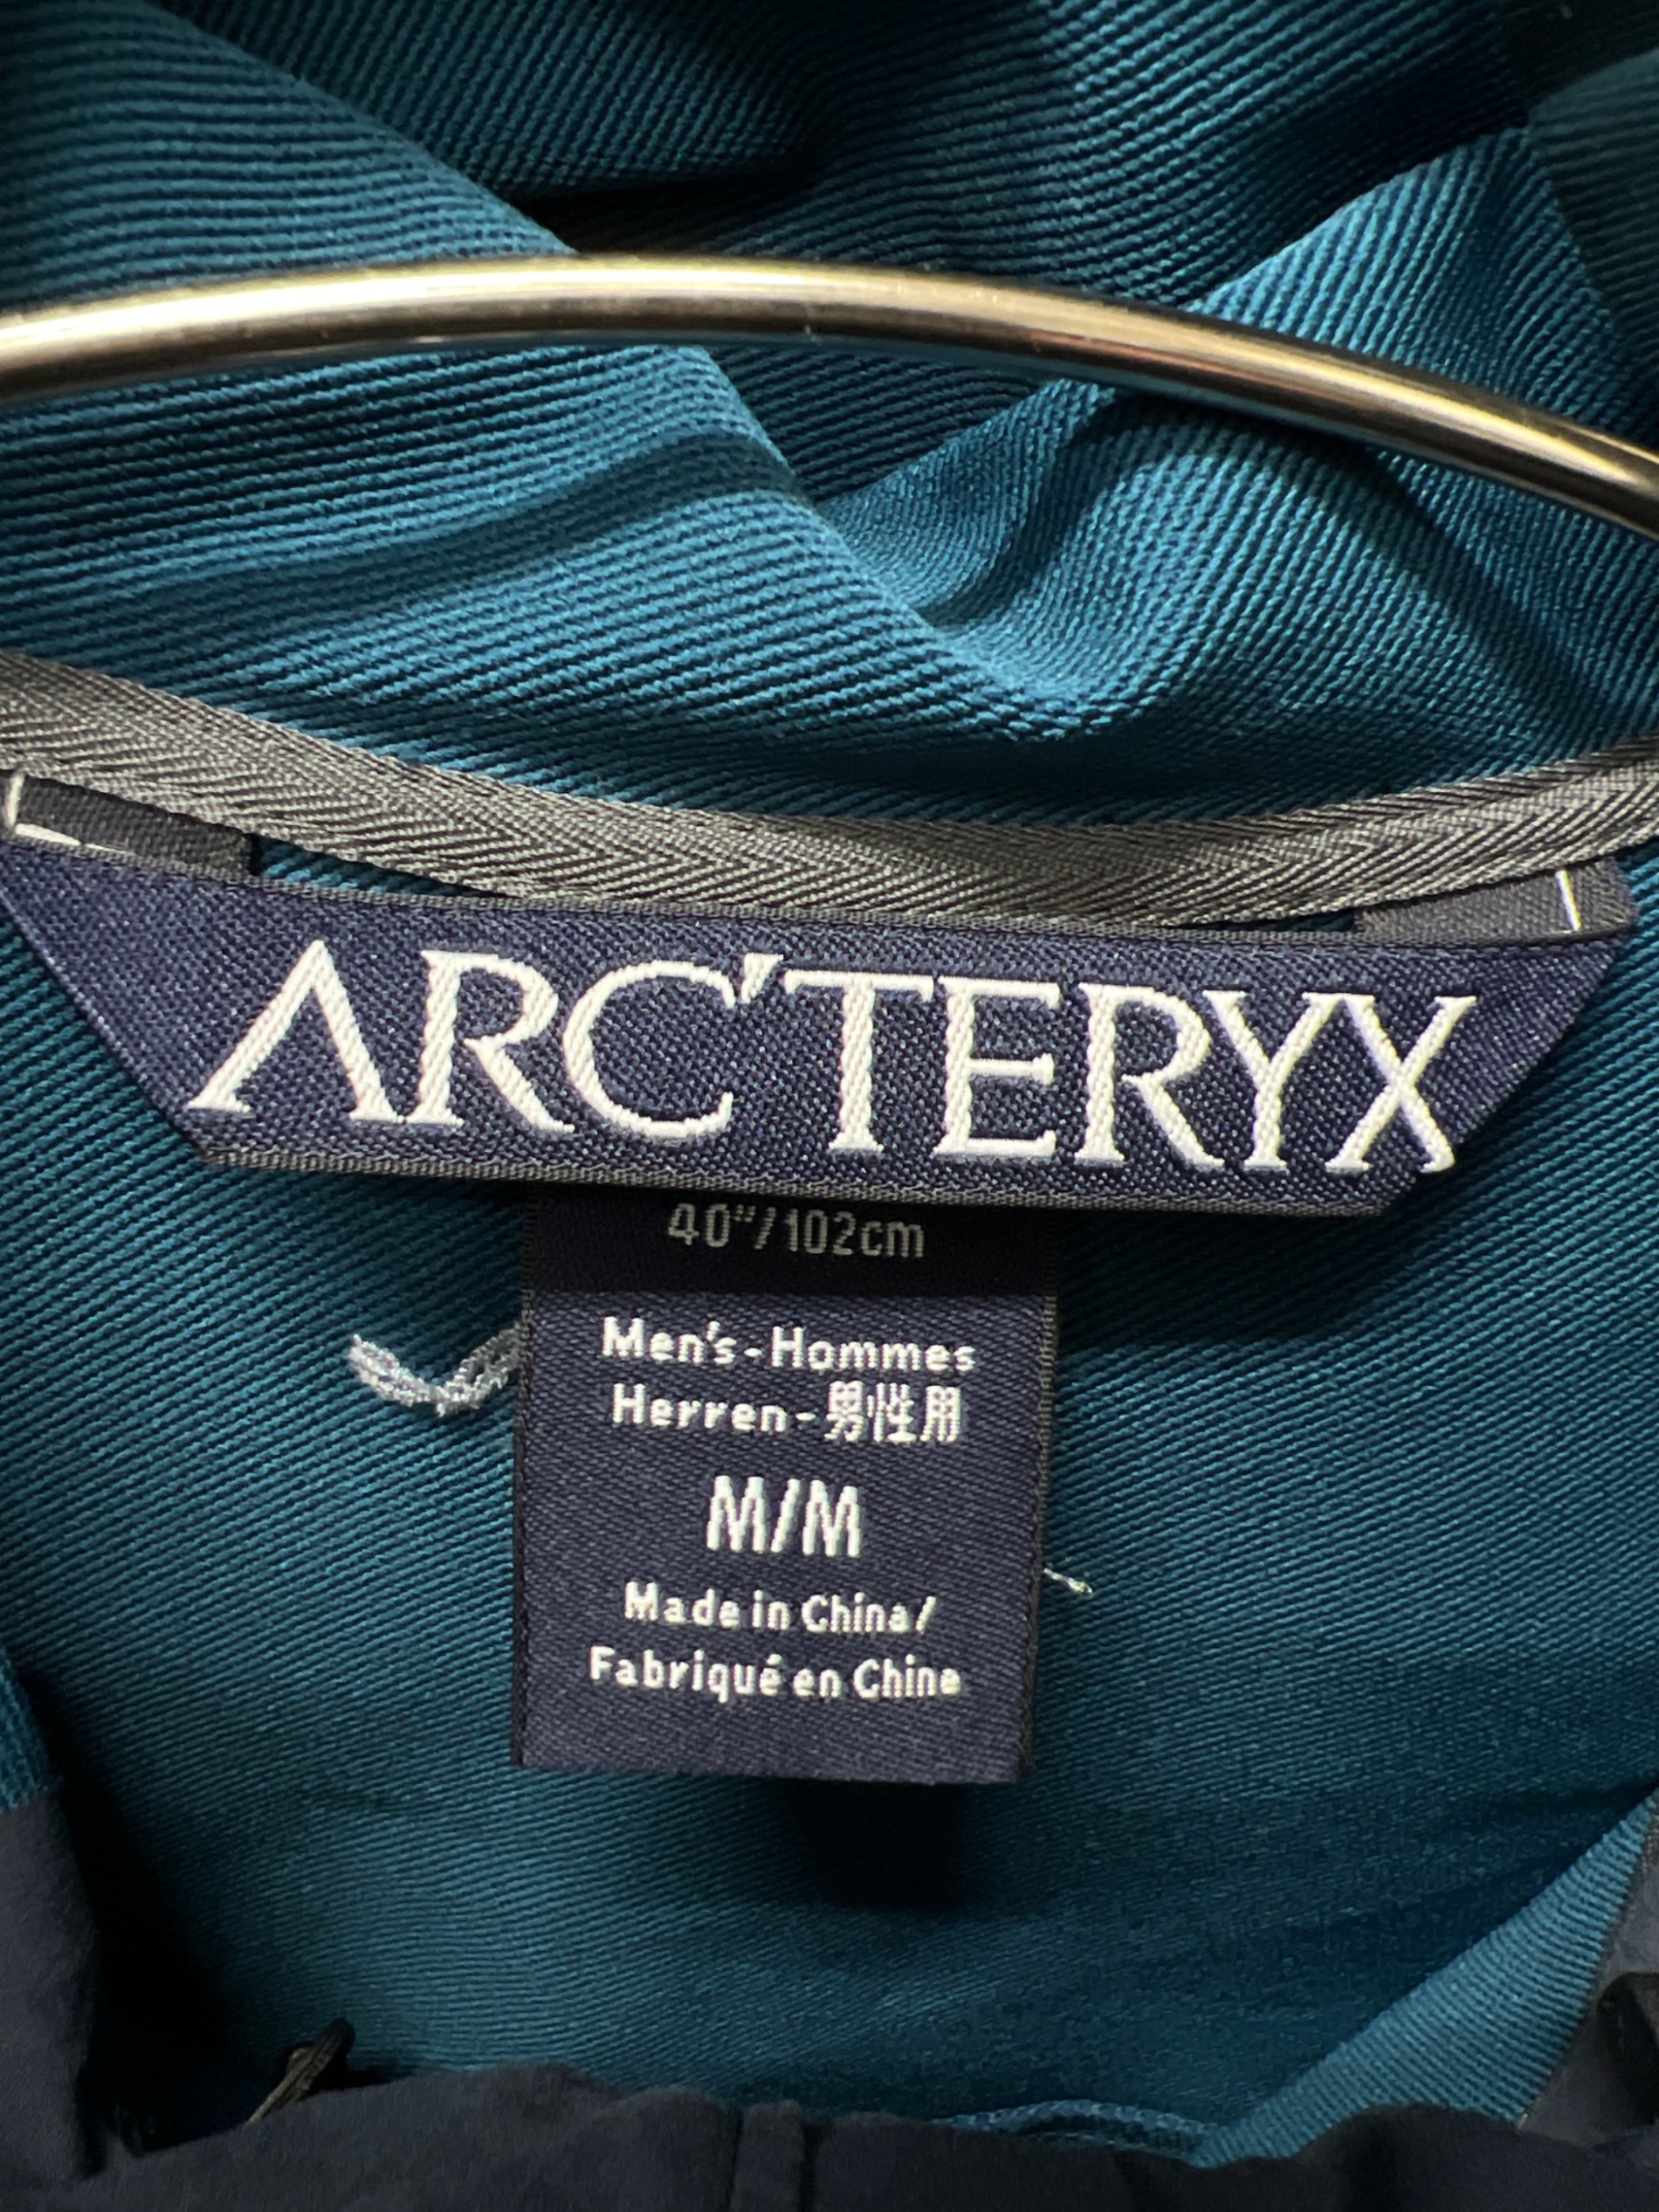 ARC'TERYX
40"/102cm
Men's-Hommes
Herren-男性用
M/M
Made in China/
Fabriqué en Chine